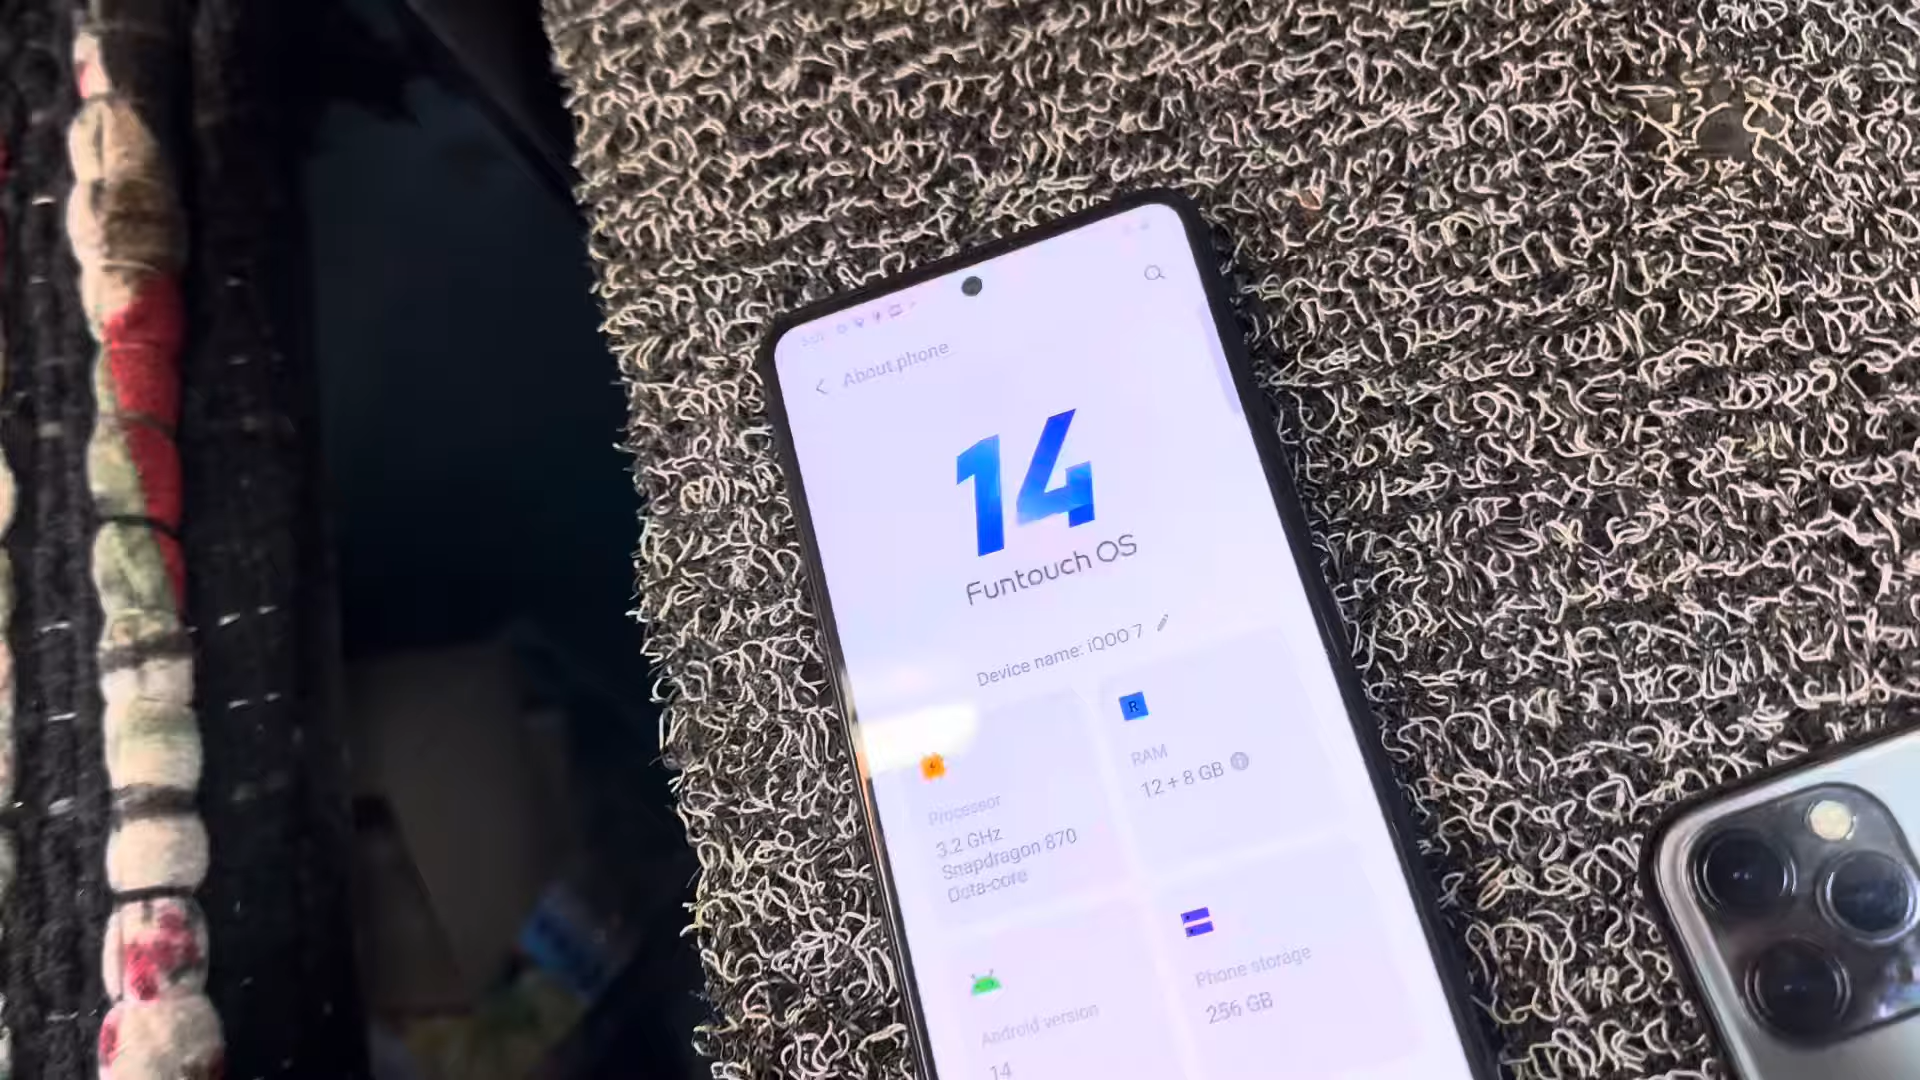 About phone
14
Funtouch OS
Device name: iQOO 7
R
RAM
12 + 8 GB
Processor
3.2 GHz
Snapdragon 870
Octa-core
Phone storage
256 GB
Android version
14